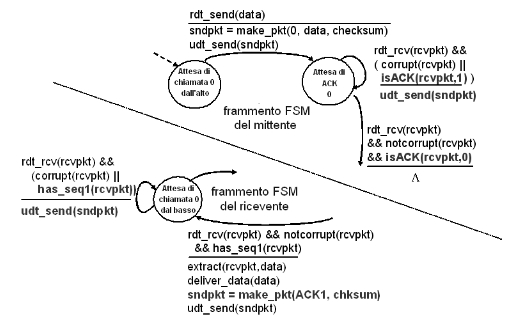 rdt_send(data)
sndpkt = make_pkt(0, data, checksum)
udt_send(sndpkt)
Attesa di
chiamata 0
dall'alto
Attesa di
ACK
0
rdt_rcv(rcvpkt) &&
( corrupt(rcvpkt) ||
isACK(rcvpkt,1) )
udt_send(sndpkt)
frammento FSM
del mittente
rdt_rcv(rcvpkt)
&& notcorrupt(rcvpkt)
&& isACK(rcvpkt,0)
Λ
rdt_rcv(rcvpkt) &&
(corrupt(rcvpkt) ||
has_seq1(rcvpkt))
udt_send(sndpkt)
Attesa di
chiamata 0
dal basso
frammento FSM
del ricevente
rdt_rcv(rcvpkt) && notcorrupt(rcvpkt)
&& has_seq1(rcvpkt)
extract(rcvpkt,data)
deliver_data(data)
sndpkt = make_pkt(ACK1, chksum)
udt_send(sndpkt)